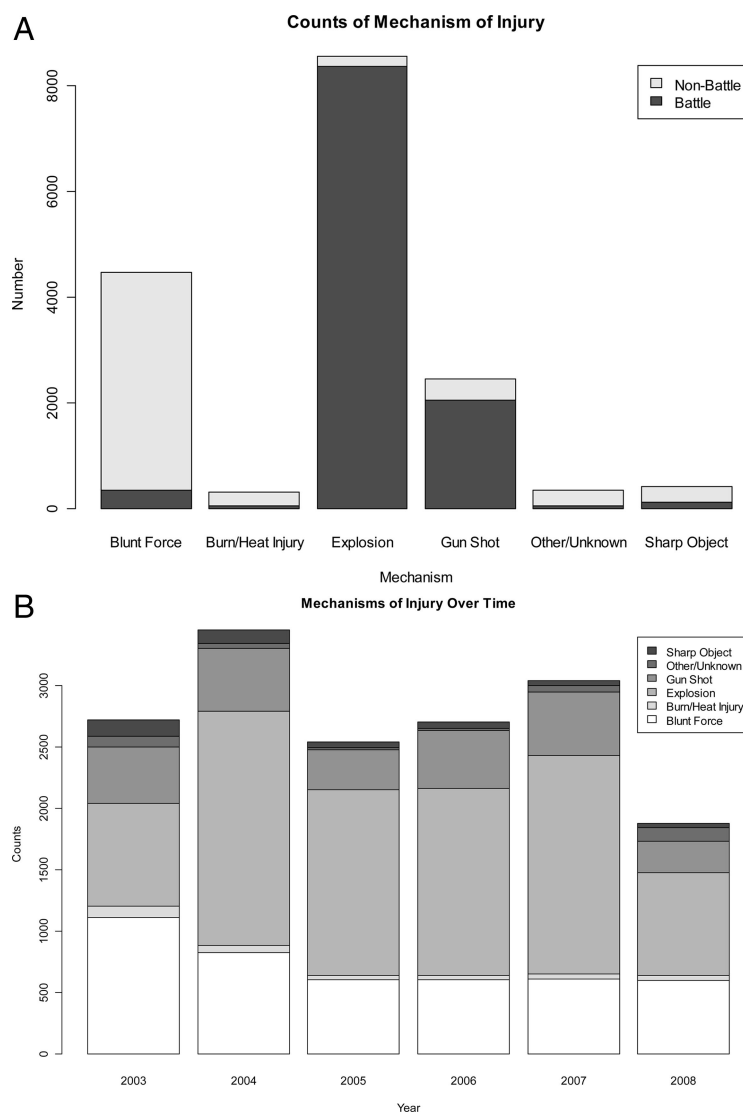 A
Counts of Mechanism of Injury
Non-Battle
Battle
Number
8000
6000
4000
2000
0
Blunt Force Burn/Heat Injury Explosion Gun Shot Other/Unknown Sharp Object
Mechanism
B
Mechanisms of Injury Over Time
Sharp Object
Other/Unknown
Gun Shot
Explosion
Burn/Heat Injury
Blunt Force
Counts
3000
2500
2000
1500
1000
500
0
2003 2004 2005 2006 2007 2008
Year